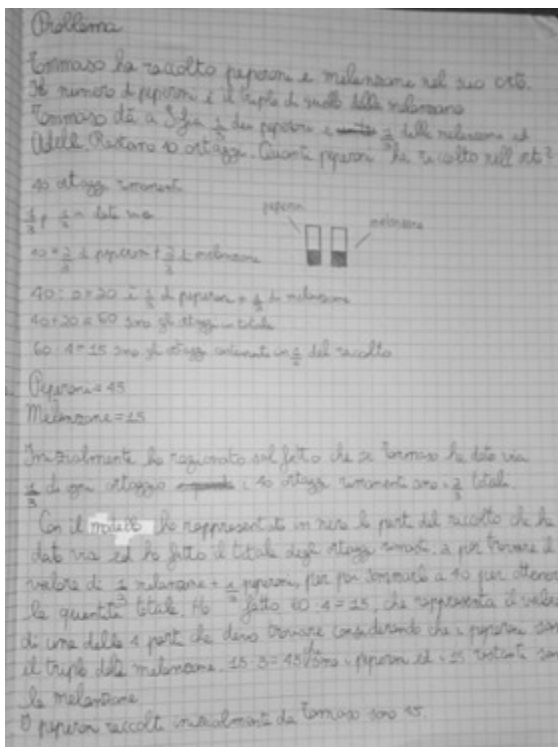 Problema
Tommaso ha raccolto peperoni e melanzane nel suo orto.
Il numero di peperoni è il triplo di quello delle melanzane
Tommaso dà a Sofia 1/3 dei peperoni e 1/3 delle melanzane ad
Adele. Restano 40 ortaggi. Quanti peperoni ha raccolto nell'orto?
40 ortaggi rimanenti
1/3 p 1/3 m dati via
peperoni
melanzane
40 = 2/3 di peperoni + 2/3 di melanzane
40 : 2 = 20 è 1/3 di peperoni + 1/3 di melanzane
40 + 20 = 60 sono gli ortaggi in totale
60 : 4 = 15 sono gli ortaggi contenuti in del raccolto
Peperoni = 45
Melanzane = 15
Inizialmente ho ragionato sul fatto che se Tommaso ha dato via
1/3 di ogni ortaggio i 40 ortaggi rimanenti sono i 2/3 totali.
Con il modello ho rappresentato in nero le parti del raccolto che ha
dato via ed ho fatto il totale degli ortaggi rimasti : 2 per trovare il
valore di 1/3 melanzane + 1/3 peperoni, per poi sommarlo a 40 per ottenere
la quantità totale. Ho fatto 60 : 4 = 15, che rappresenta il valore
di una delle 4 parti che devo trovare considerando che i peperoni sono
il triplo delle melanzane. 15 · 3 = 45 che sono i peperoni ed i 15 restanti sono
le melanzane.
I peperoni raccolti inizialmente da Tommaso sono 45.